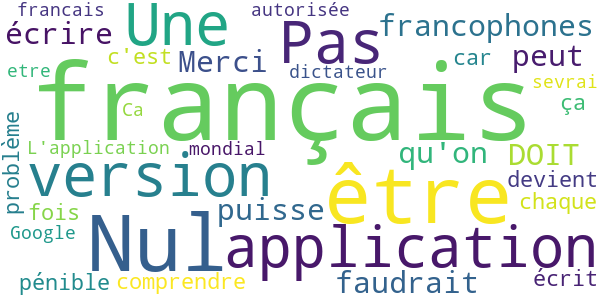 francais autorisée
écrire Une Pas francophones
c'est Merci car peut
etre dictateur sevrai
français Ca ça
problème L'application mondial qu'on DOIT
version être devient
fois Nul puisse chaque
Google application
pénible comprendre faudrait écrit